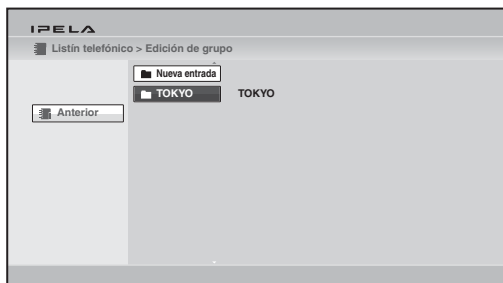 IPELA
Listín telefónico > Edición de grupo
Nueva entrada
TOKYO TOKYO
Anterior